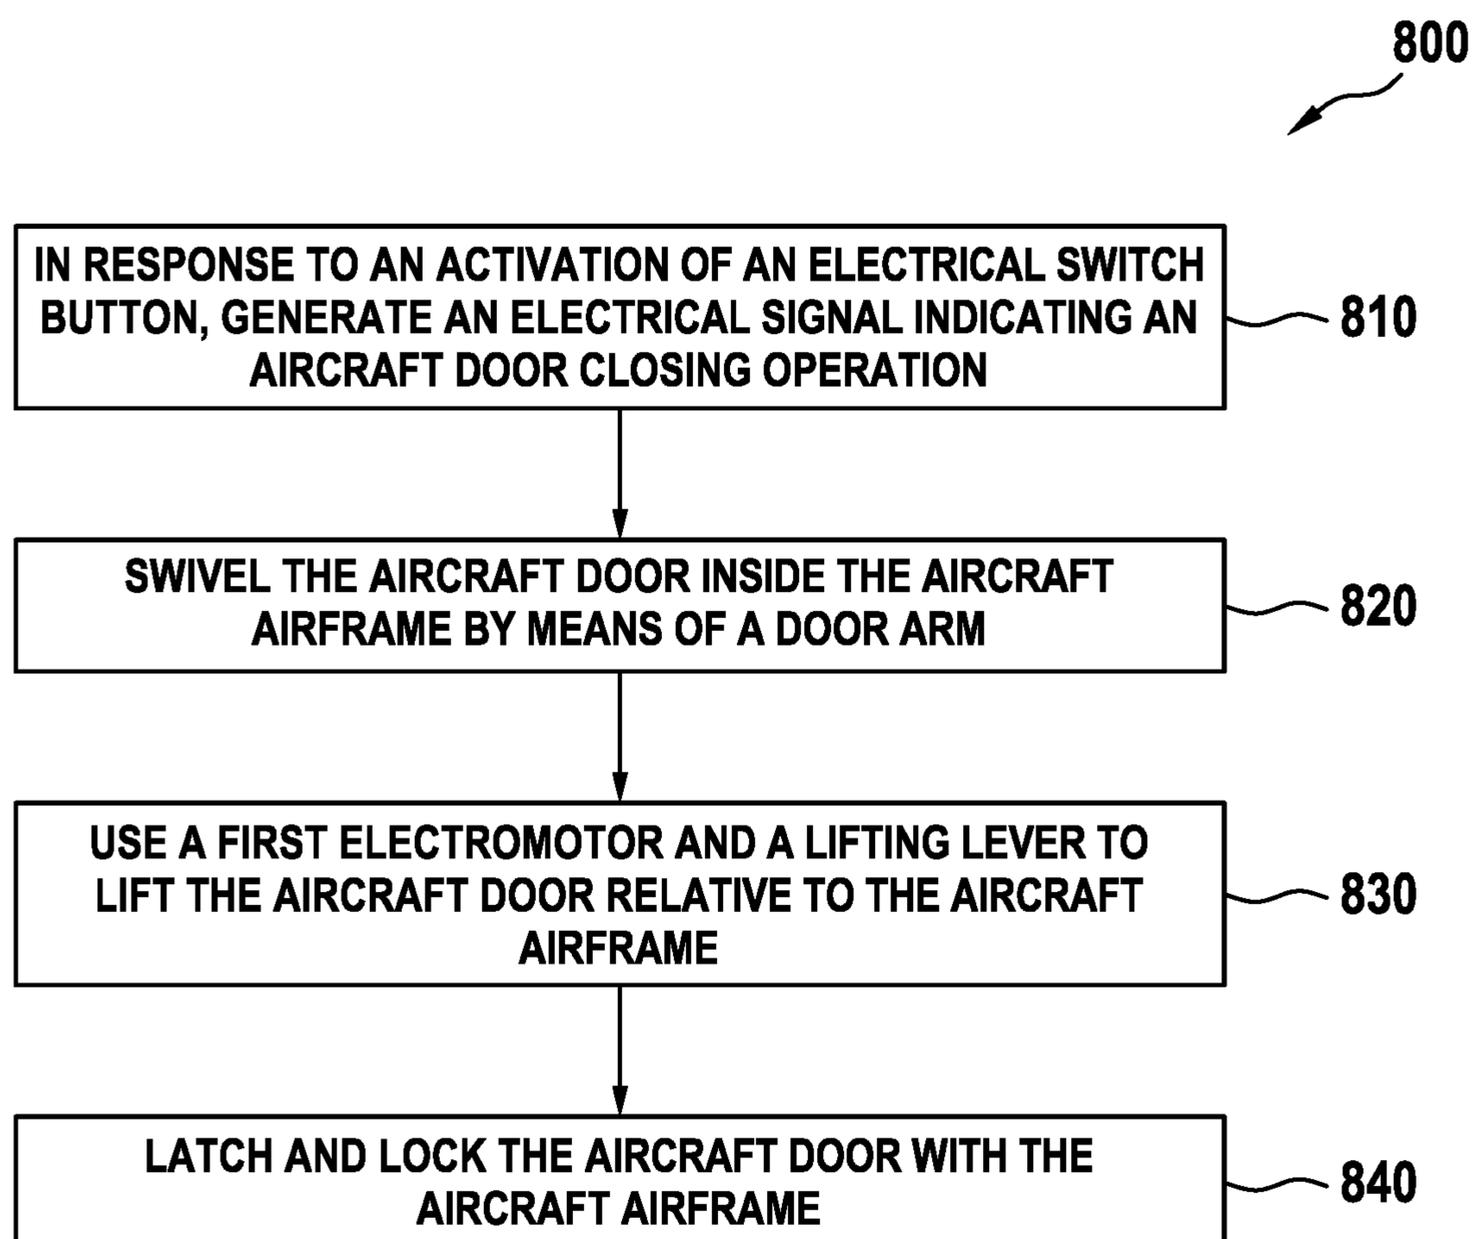 800
IN RESPONSE TO AN ACTIVATION OF AN ELECTRICAL SWITCH
BUTTON, GENERATE AN ELECTRICAL SIGNAL INDICATING AN
AIRCRAFT DOOR CLOSING OPERATION
810
SWIVEL THE AIRCRAFT DOOR INSIDE THE AIRCRAFT
AIRFRAME BY MEANS OF A DOOR ARM
820
USE A FIRST ELECTROMOTOR AND A LIFTING LEVER TO
LIFT THE AIRCRAFT DOOR RELATIVE TO THE AIRCRAFT
AIRFRAME
830
LATCH AND LOCK THE AIRCRAFT DOOR WITH THE
AIRCRAFT AIRFRAME
840